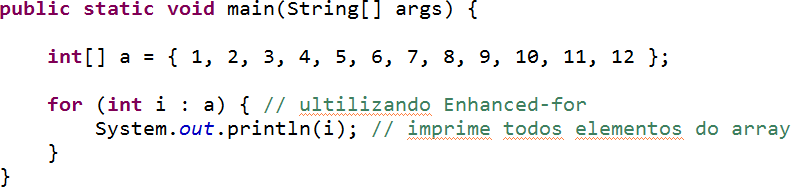 public static void main(String[] args) {
int[] a = { 1, 2, 3, 4, 5, 6, 7, 8, 9, 10, 11, 12 };
for (int i : a) { // ultilizando Enhanced-for
System.out.println(i); // imprime todos elementos do array
}
}